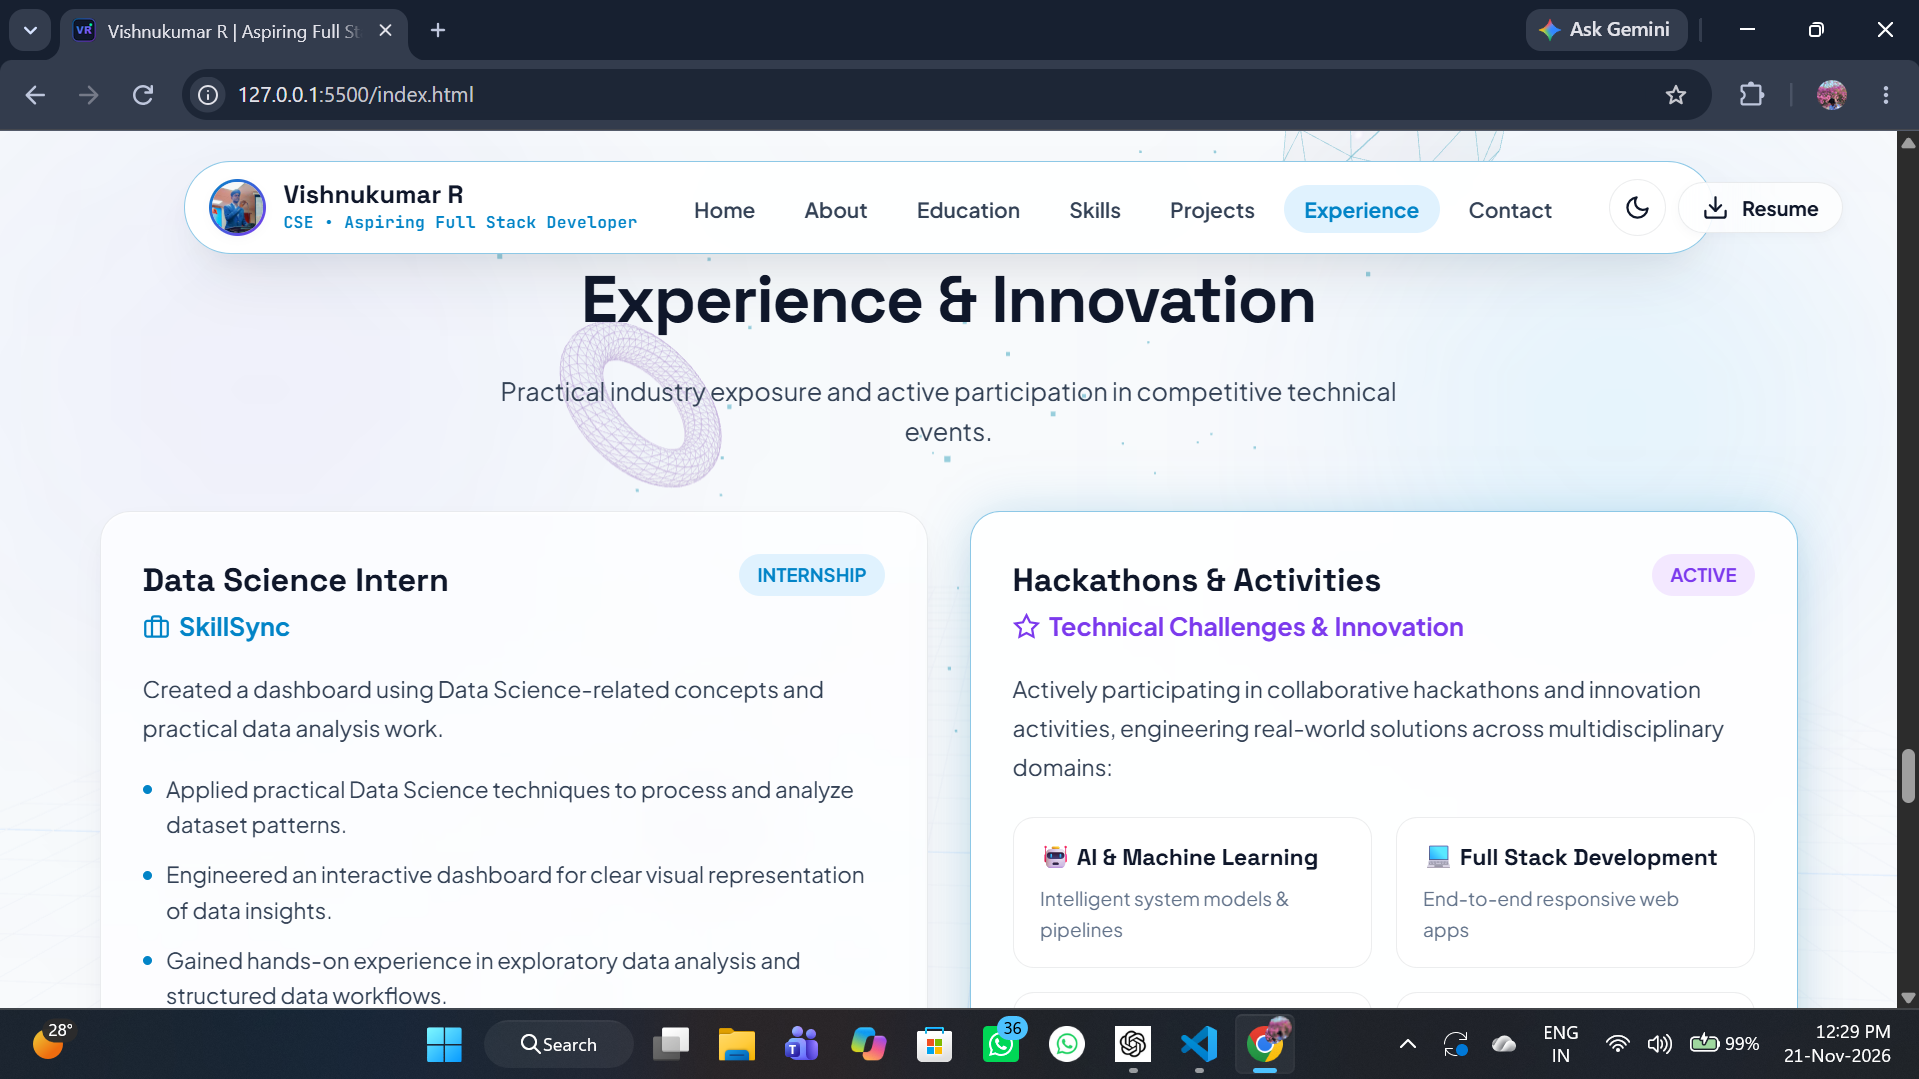 VR
Vishnukumar R | Aspiring Full St
Ask Gemini
127.0.0.1:5500/index.html
Vishnukumar R
CSE • Aspiring Full Stack Developer
Home
About
Education
Skills
Projects
Experience
Contact
Resume
Experience & Innovation
Practical industry exposure and active participation in competitive technical
events.
Data Science Intern
INTERNSHIP
SkillSync
Created a dashboard using Data Science-related concepts and
practical data analysis work.
• Applied practical Data Science techniques to process and analyze
dataset patterns.
• Engineered an interactive dashboard for clear visual representation
of data insights.
• Gained hands-on experience in exploratory data analysis and
structured data workflows.
Hackathons & Activities
ACTIVE
Technical Challenges & Innovation
Actively participating in collaborative hackathons and innovation
activities, engineering real-world solutions across multidisciplinary
domains:
AI & Machine Learning
Intelligent system models &
pipelines
Full Stack Development
End-to-end responsive web
apps
28°
Search
T
36
ENG
IN
99%
12:29 PM
21-Nov-2026